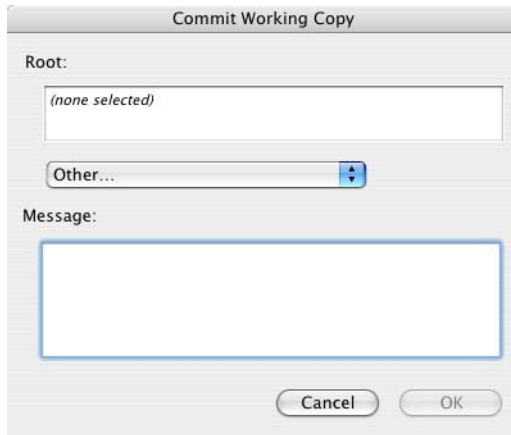 Commit Working Copy
Root:
(none selected)
Other...
Message:
Cancel OK